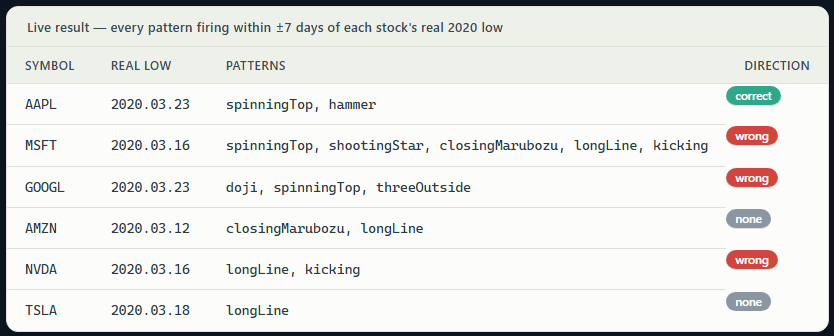 Live result — every pattern firing within ±7 days of each stock's real 2020 low
SYMBOL REAL LOW PATTERNS DIRECTION
AAPL 2020.03.23 spinningTop, hammer correct
MSFT 2020.03.16 spinningTop, shootingStar, closingMarubozu, longLine, kicking wrong
GOOGL 2020.03.23 doji, spinningTop, threeOutside wrong
AMZN 2020.03.12 closingMarubozu, longLine none
NVDA 2020.03.16 longLine, kicking wrong
TSLA 2020.03.18 longLine none